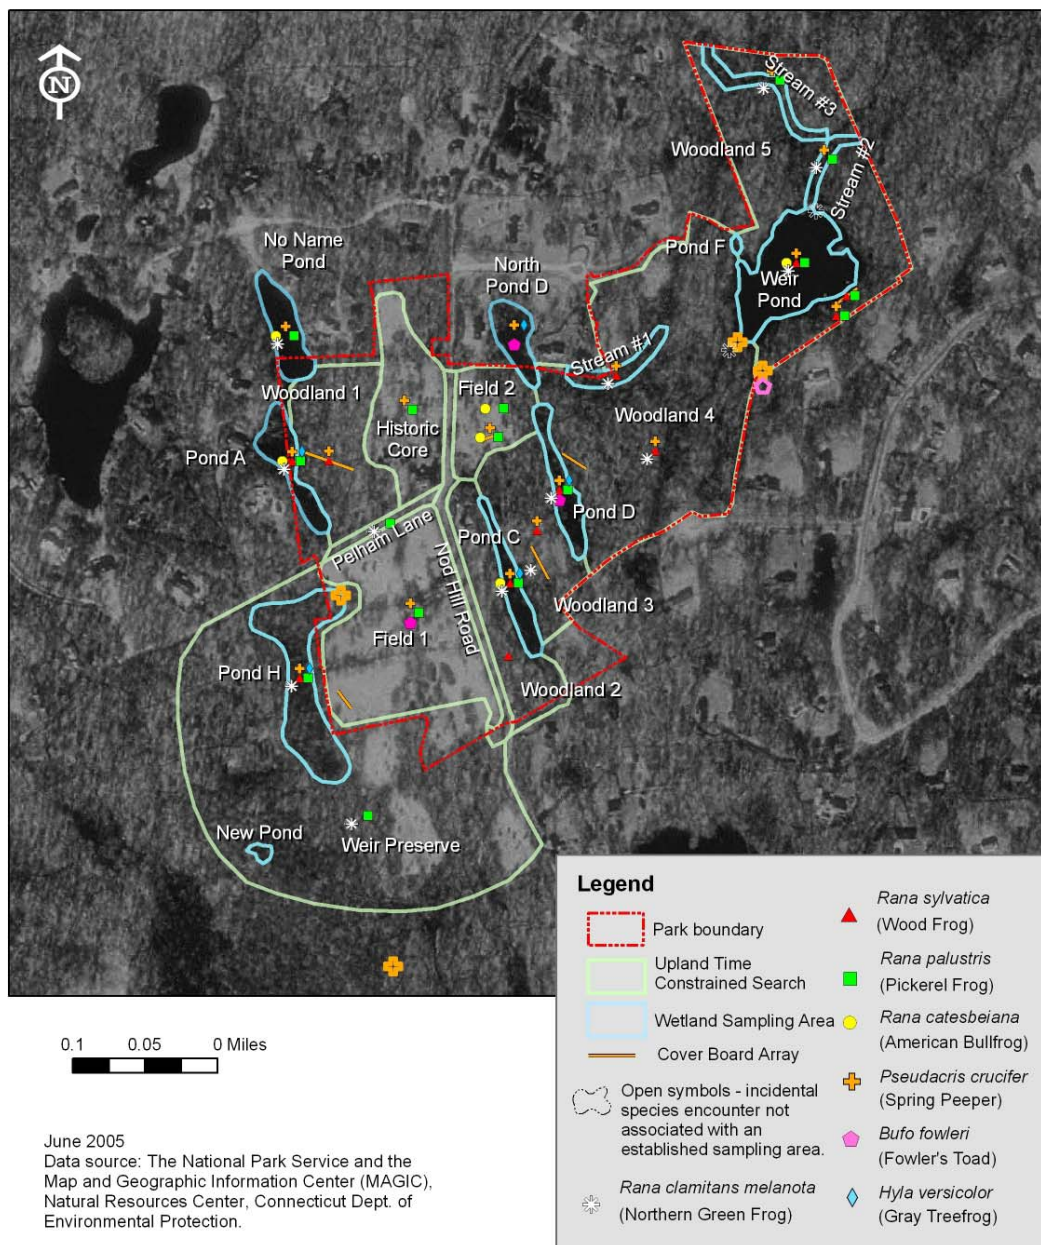 N
Stream #3
Woodland 5
Stream #2
No Name
Pond
North
Pond D
Pond F
Weir
Pond
Stream #1
Woodland 1
Field 2
Historic
Core
Woodland 4
Pond A
Pelham Lane
Pond C
Pond D
Nod Hill Road
Woodland 3
Field 1
Pond H
Woodland 2
New Pond
Weir Preserve
Legend
Park boundary
Upland Time
Constrained Search
Wetland Sampling Area
Cover Board Array
Open symbols - incidental
species encounter not
associated with an
established sampling area.
Rana clamitans melanota
(Northern Green Frog)
Rana sylvatica
(Wood Frog)
Rana palustris
(Pickerel Frog)
Rana catesbeiana
(American Bullfrog)
Pseudacris crucifer
(Spring Peeper)
Bufo fowleri
(Fowler's Toad)
Hyla versicolor
(Gray Treefrog)
0.1 0.05 0 Miles
June 2005
Data source: The National Park Service and the
Map and Geographic Information Center (MAGIC),
Natural Resources Center, Connecticut Dept. of
Environmental Protection.